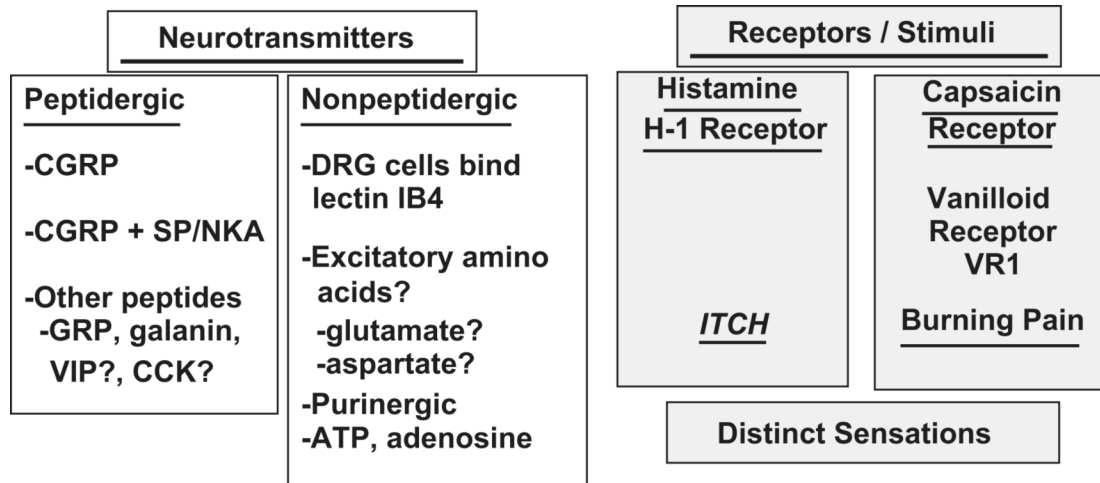 Neurotransmitters
Peptidergic
-CGRP
-CGRP + SP/NKA
-Other peptides
-GRP, galanin,
VIP?, CCK?
Nonpeptidergic
-DRG cells bind
lectin IB4
-Excitatory amino
acids?
-glutamate?
-aspartate?
-Purinergic
-ATP, adenosine
Receptors / Stimuli
Histamine
H-1 Receptor
ITCH
Capsaicin
Receptor
Vanilloid
Receptor
VR1
Burning Pain
Distinct Sensations